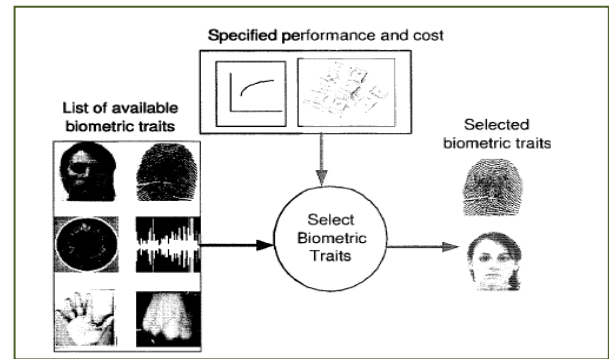 Specified performance and cost
List of available
biometric traits
Selected
biometric traits
Select
Biometric
Traits